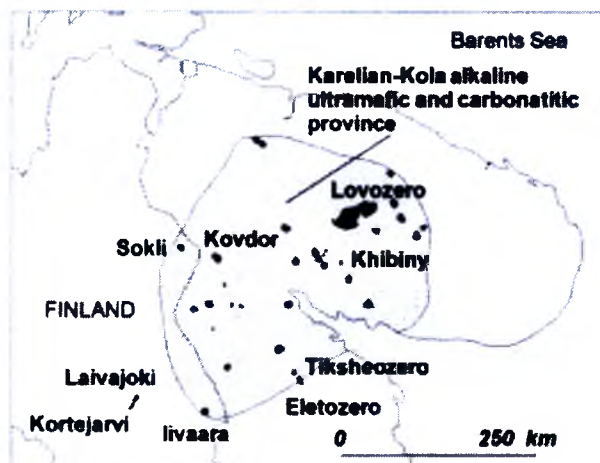 Barents Sea
Karelian-Kola alkaline
ultramafic and carbonatitic
province
Lovozero
Sokli
Kovdor
Khibiny
FINLAND
Laivajoki
Tiksheozero
Kortejarvi
Eletozero
Iivaara
0 250 km